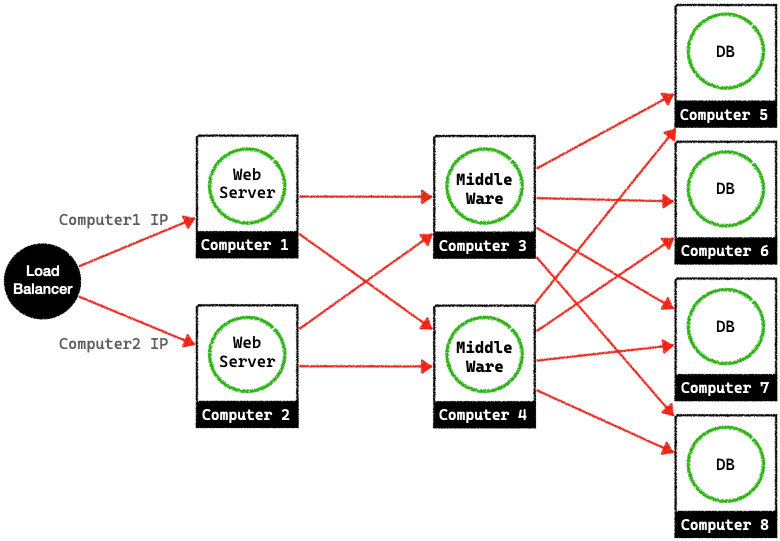 Load
Balancer
Computer1 IP
Computer2 IP
Web
Server
Computer 1
Web
Server
Computer 2
Middle
Ware
Computer 3
Middle
Ware
Computer 4
DB
Computer 5
DB
Computer 6
DB
Computer 7
DB
Computer 8